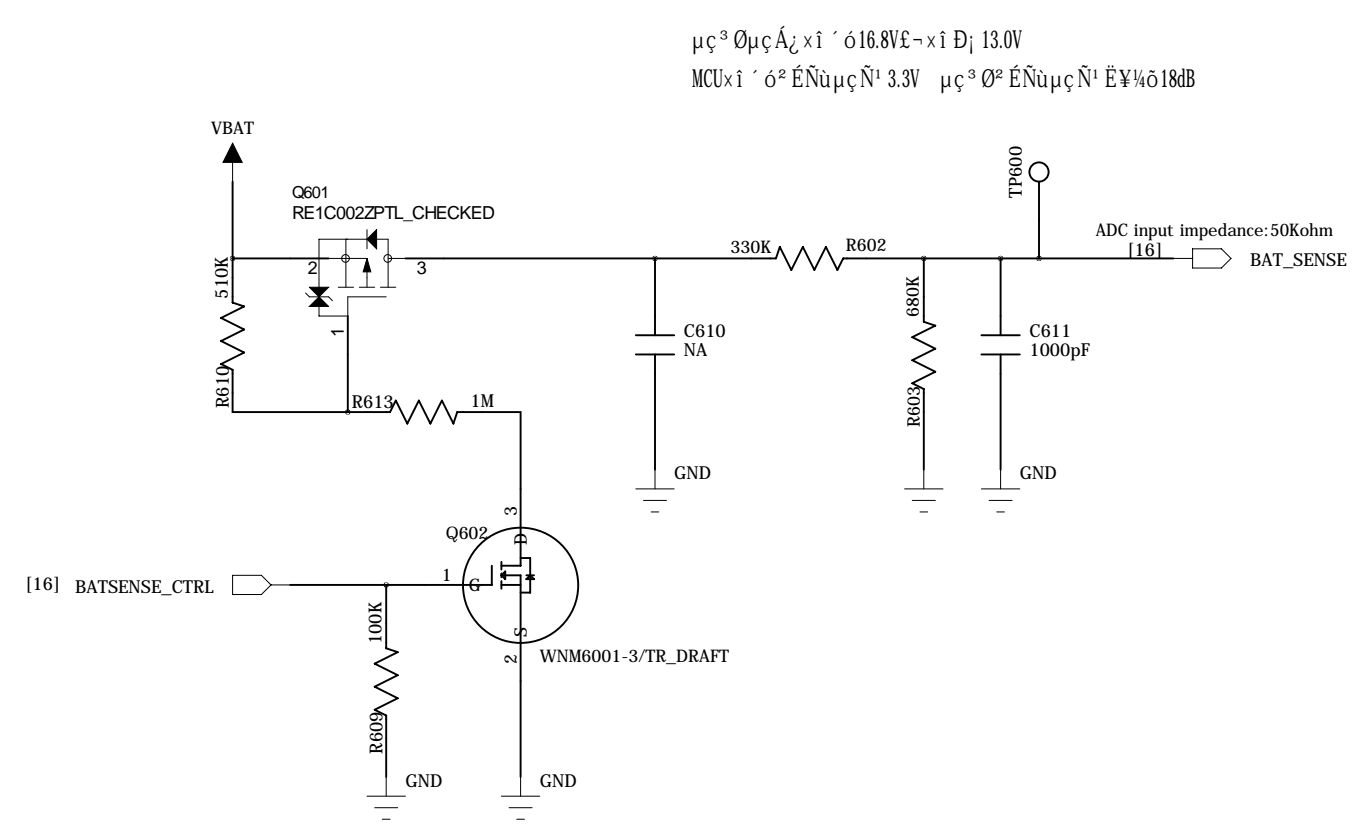 µç³ØµçÁ¿×î´ó16.8V£¬×îÐ¡13.0V
MCU×î´ó²ÉÑùµçÑ¹3.3V µç³Ø²ÉÑùµçÑ¹Ë¥¼õ18dB
VBAT
Q601
RE1C002ZPTL_CHECKED
TP600
ADC input impedance:50Kohm
330K
R602
[16]
BAT_SENSE
2
3
510K
680K
1
C610
NA
C611
1000pF
R610
R613
1M
R603
GND
GND
3
Q602
D
[16]
BATSENSE_CTRL
1
G
100K
S
2
WNM6001-3/TR_DRAFT
R609
GND
GND